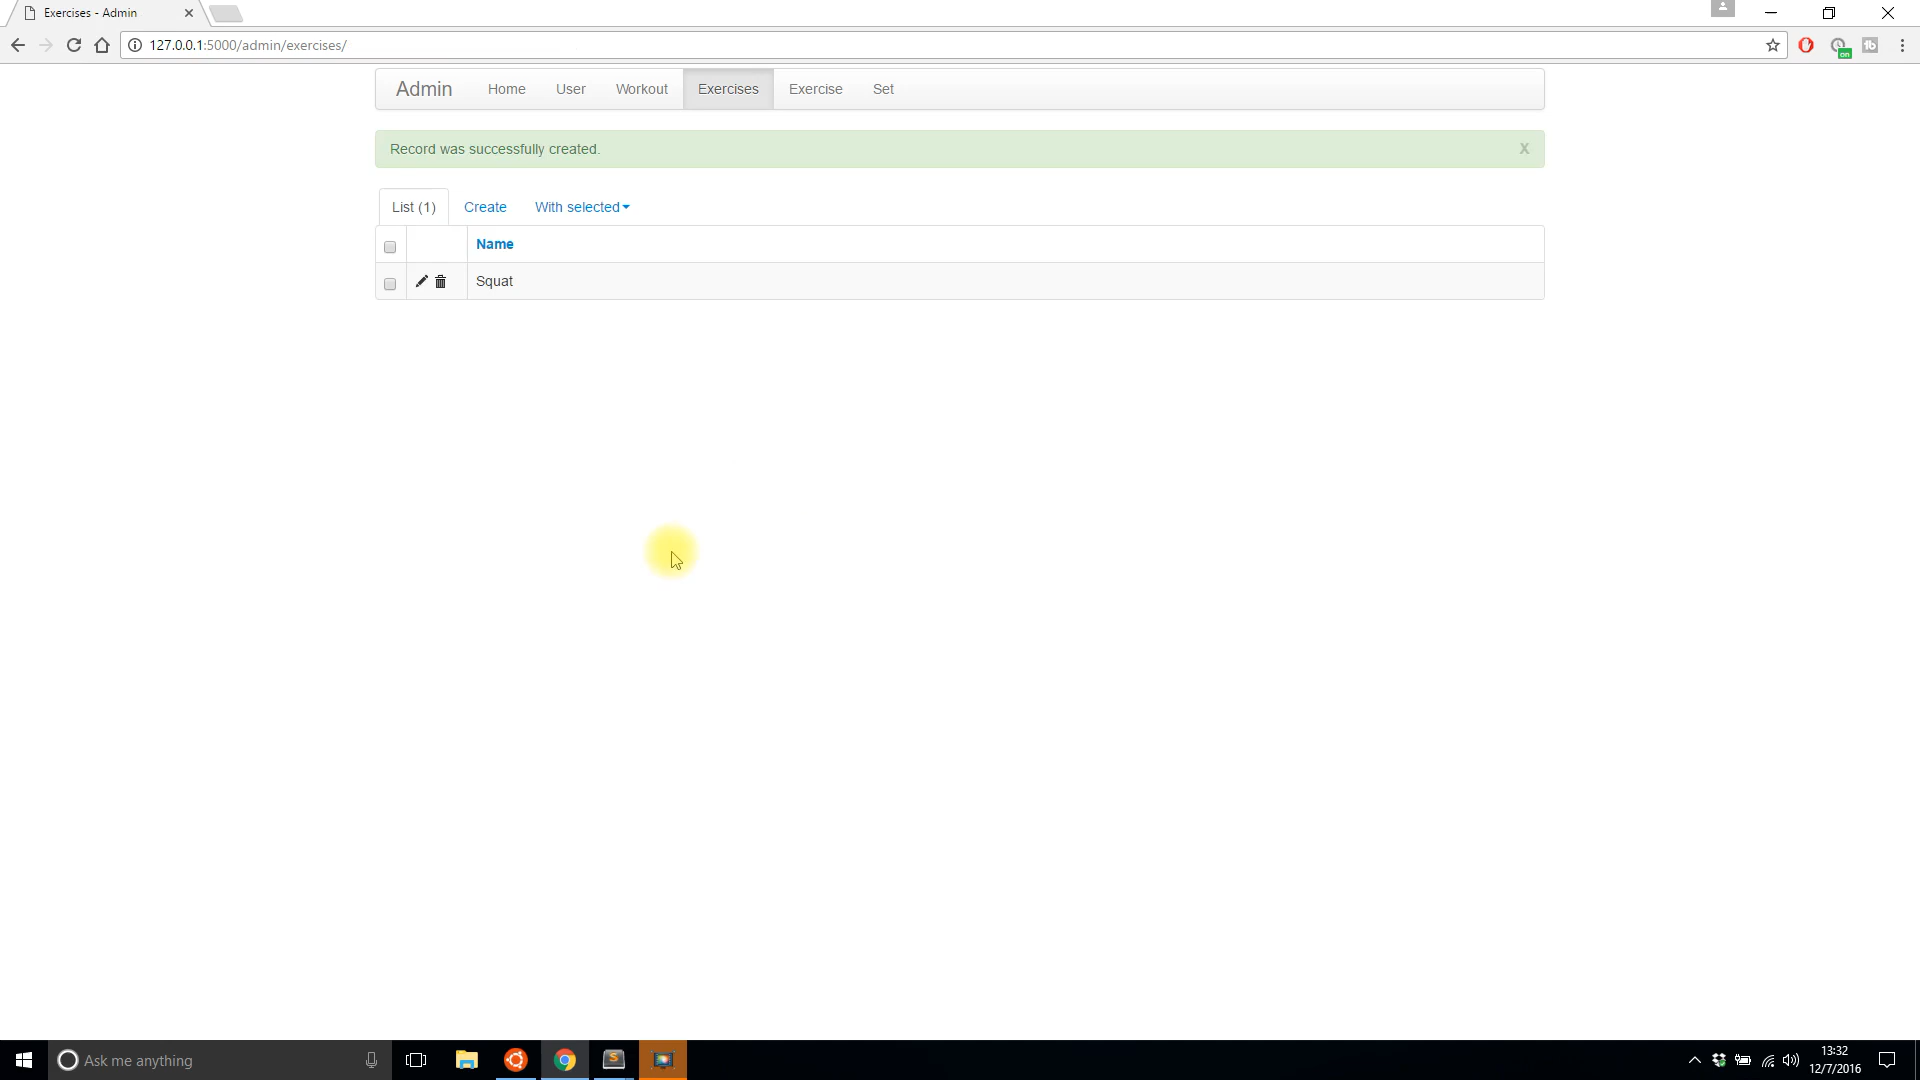 Exercises - Admin
127.0.0.1:5000/admin/exercises/
on
Admin Home User Workout Exercises Exercise Set
Record was successfully created.
X
List (1) Create With selected
Name
Squat
Ask me anything
13:32
12/7/2016